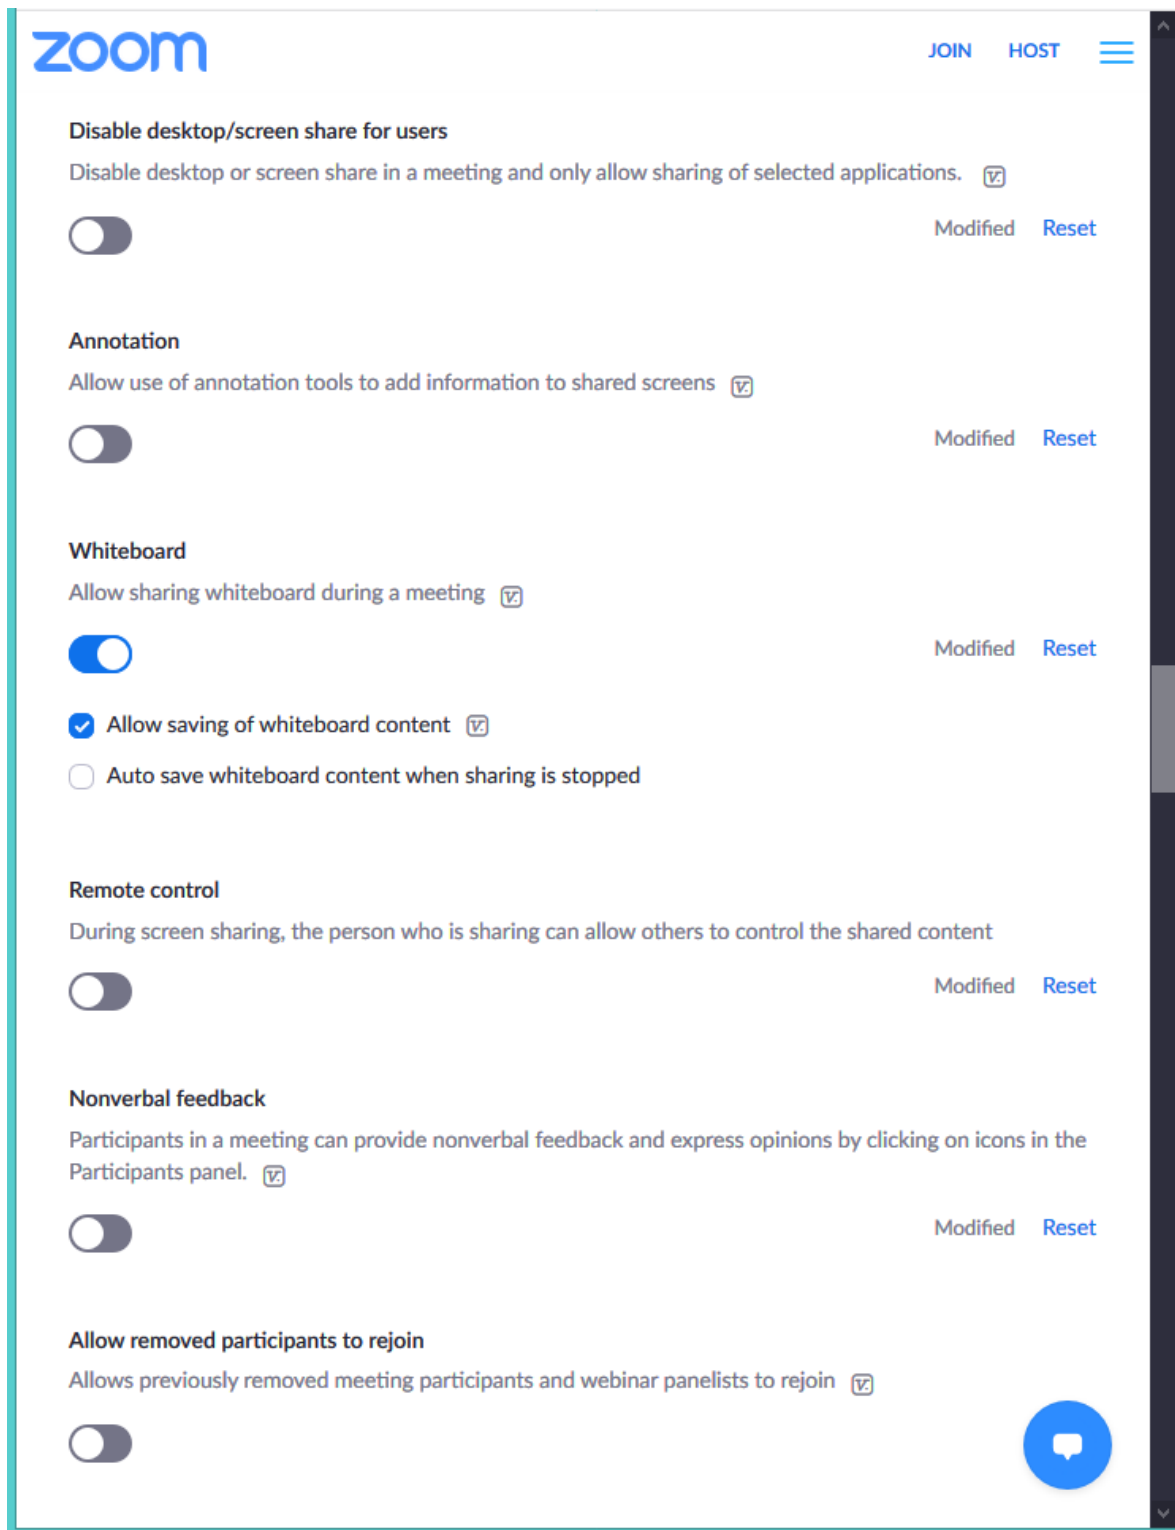 zoom
JOIN HOST
Disable desktop/screen share for users
Disable desktop or screen share in a meeting and only allow sharing of selected applications. v:
Modified Reset
Annotation
Allow use of annotation tools to add information to shared screens v:
Modified Reset
Whiteboard
Allow sharing whiteboard during a meeting v:
Modified Reset
Allow saving of whiteboard content v:
Auto save whiteboard content when sharing is stopped
Remote control
During screen sharing, the person who is sharing can allow others to control the shared content
Modified Reset
Nonverbal feedback
Participants in a meeting can provide nonverbal feedback and express opinions by clicking on icons in the
Participants panel. v:
Modified Reset
Allow removed participants to rejoin
Allows previously removed meeting participants and webinar panelists to rejoin v: